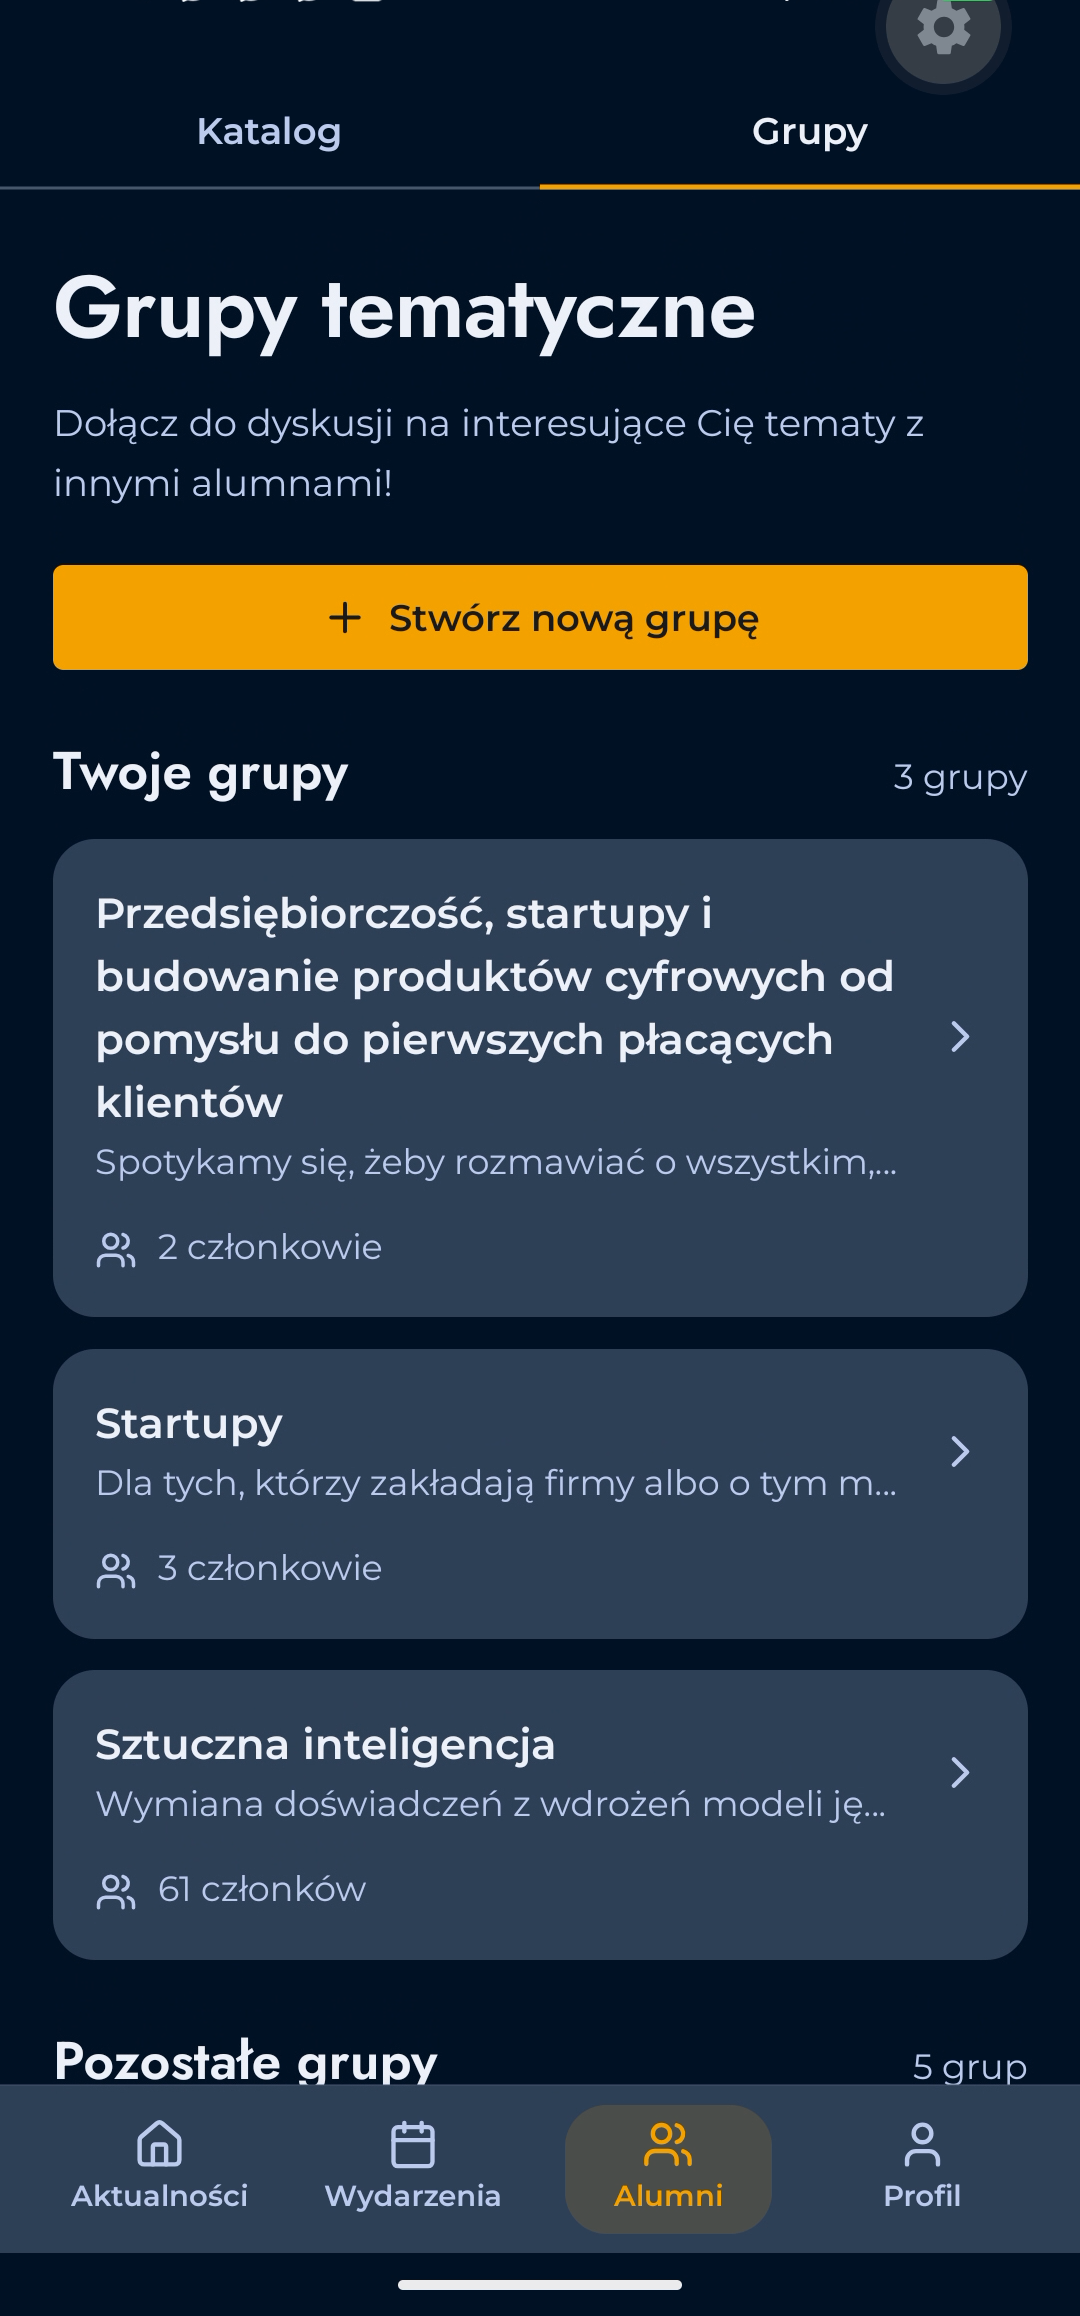 Katalog
Grupy
Grupy tematyczne
Dołącz do dyskusji na interesujące Cię tematy z
innymi alumnami!
Stwórz nową grupę
Twoje grupy
3 grupy
Przedsiębiorczość, startupy i
budowanie produktów cyfrowych od
pomysłu do pierwszych płacących
klientów
Spotykamy się, żeby rozmawiać o wszystkim,...
2 członkowie
Startupy
Dla tych, którzy zakładają firmy albo o tym m...
3 członkowie
Sztuczna inteligencja
Wymiana doświadczeń z wdrożeń modeli ję...
61 członków
Pozostałe grupy
5 grup
Aktualności
Wydarzenia
Alumni
Profil